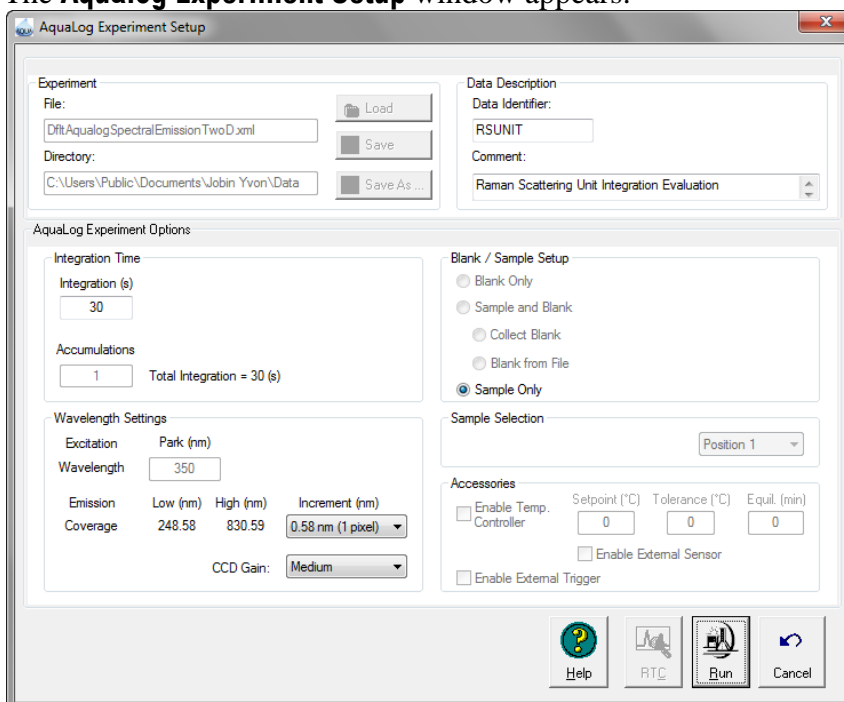 The Aqualog Experiment Setup window appears.
AquaLog Experiment Setup
Experiment
File:
DfltAqualogSpectralEmissionTwoD.xml
Load
Save
Directory:
C:\Users\Public\Documents\Jobin Yvon\Data
Save As ...
Data Description
Data Identifier:
RSUNIT
Comment:
Raman Scattering Unit Integration Evaluation
AquaLog Experiment Options
Integration Time
Integration (s)
30
Accumulations
1 Total Integration = 30 (s)
Blank / Sample Setup
Blank Only
Sample and Blank
Collect Blank
Blank from File
Sample Only
Wavelength Settings
Excitation Park (nm)
Wavelength 350
Emission Low (nm) High (nm) Increment (nm)
Coverage 248.58 830.59 0.58 nm (1 pixel)
CCD Gain: Medium
Sample Selection
Position 1
Accessories
Enable Temp. Controller
Setpoint (°C) Tolerance (°C) Equil. (min)
0 0 0
Enable External Sensor
Enable External Trigger
Help RTC Run Cancel